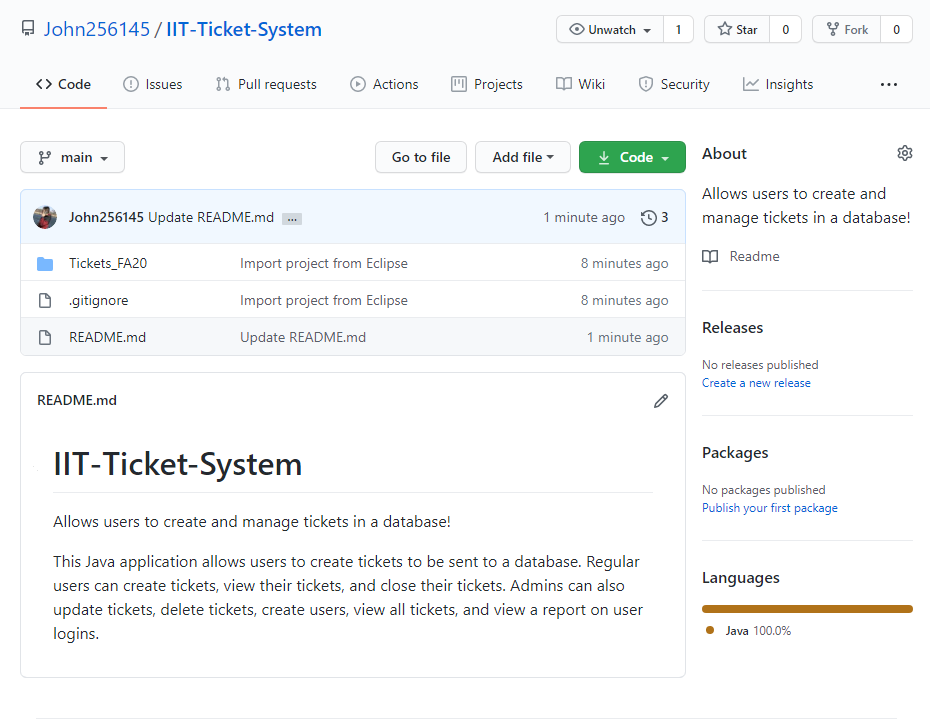 John256145 / IIT-Ticket-System
Unwatch 1 Star 0 Fork 0
Code Issues Pull requests Actions Projects Wiki Security Insights ...
main Go to file Add file Code
John256145 Update README.md ... 1 minute ago 3
Tickets_FA20 Import project from Eclipse 8 minutes ago
.gitignore Import project from Eclipse 8 minutes ago
README.md Update README.md 1 minute ago
README.md
IIT-Ticket-System
Allows users to create and manage tickets in a database!
This Java application allows users to create tickets to be sent to a database. Regular
users can create tickets, view their tickets, and close their tickets. Admins can also
update tickets, delete tickets, create users, view all tickets, and view a report on user
logins.
About
Allows users to create and
manage tickets in a database!
Readme
Releases
No releases published
Create a new release
Packages
No packages published
Publish your first package
Languages
Java 100.0%